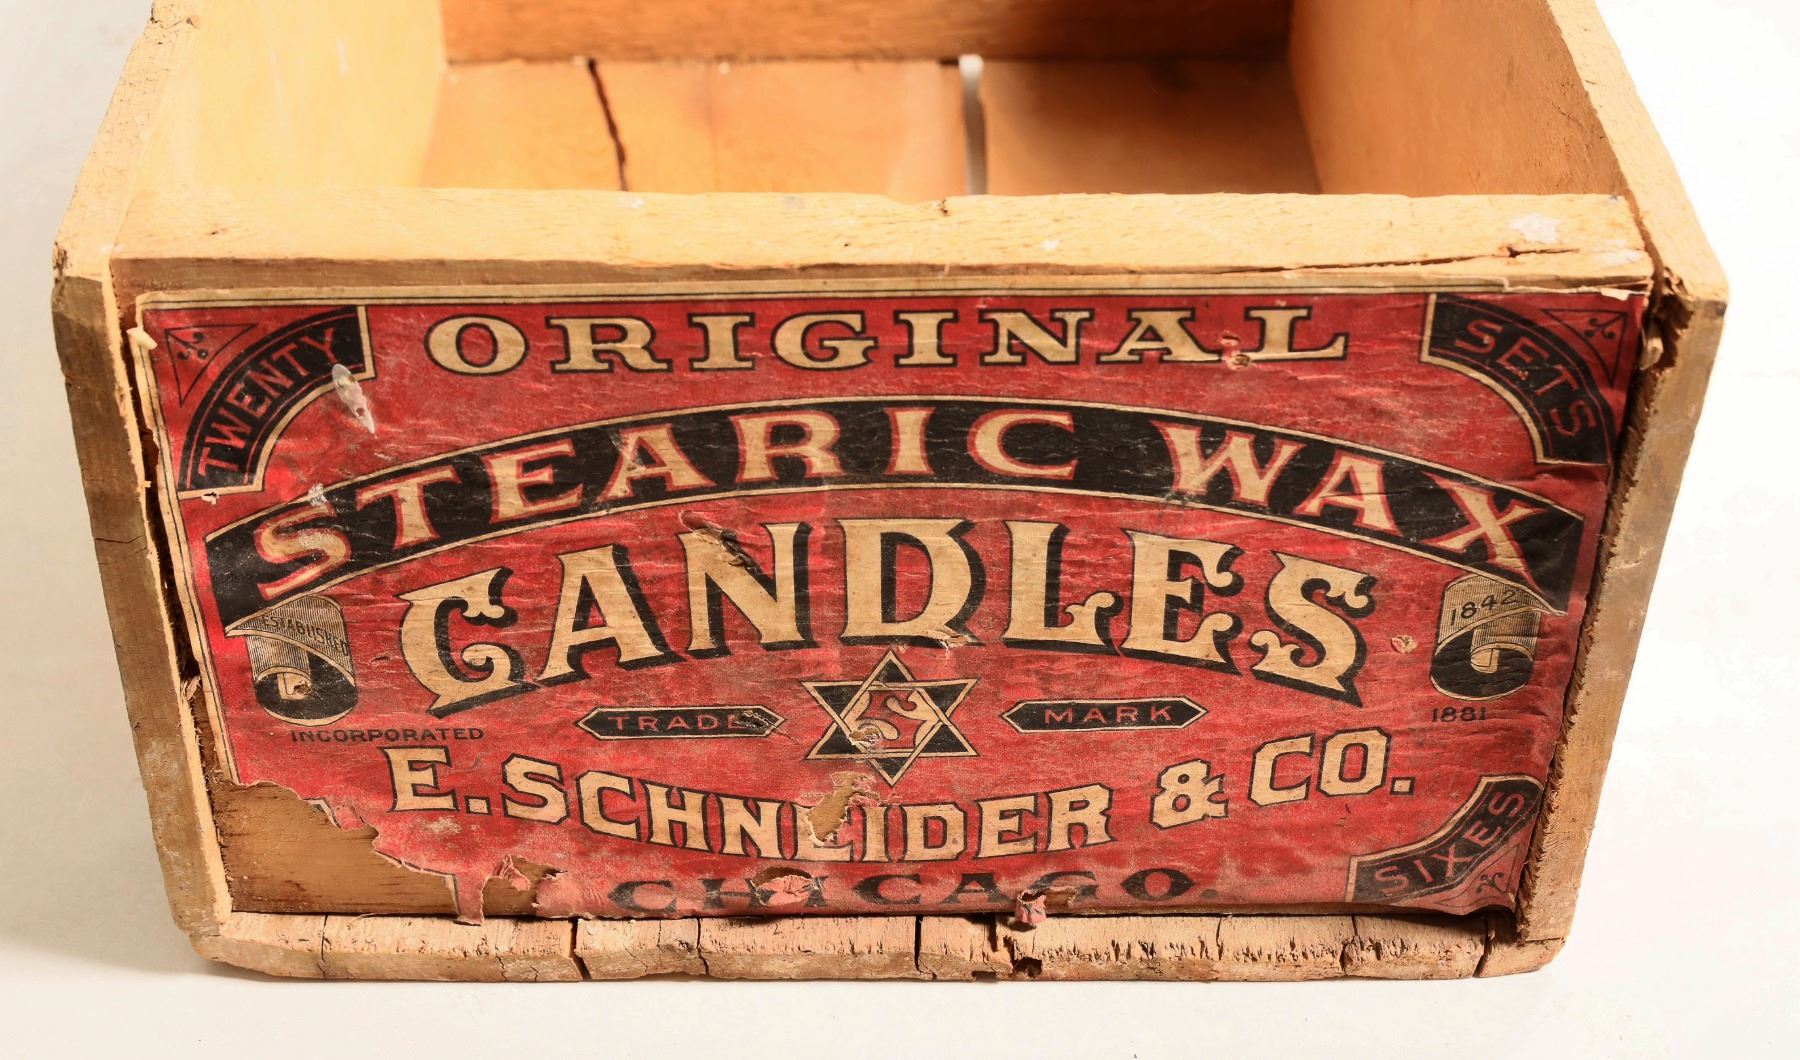 TWENTY
ORIGINAL
SETS
STEARIC WAX
CANDLES
ESTABLISHED
1842
INCORPORATED
1881
TRADE
S
MARK
E. SCHNEIDER & CO.
CHICAGO.
SIXES